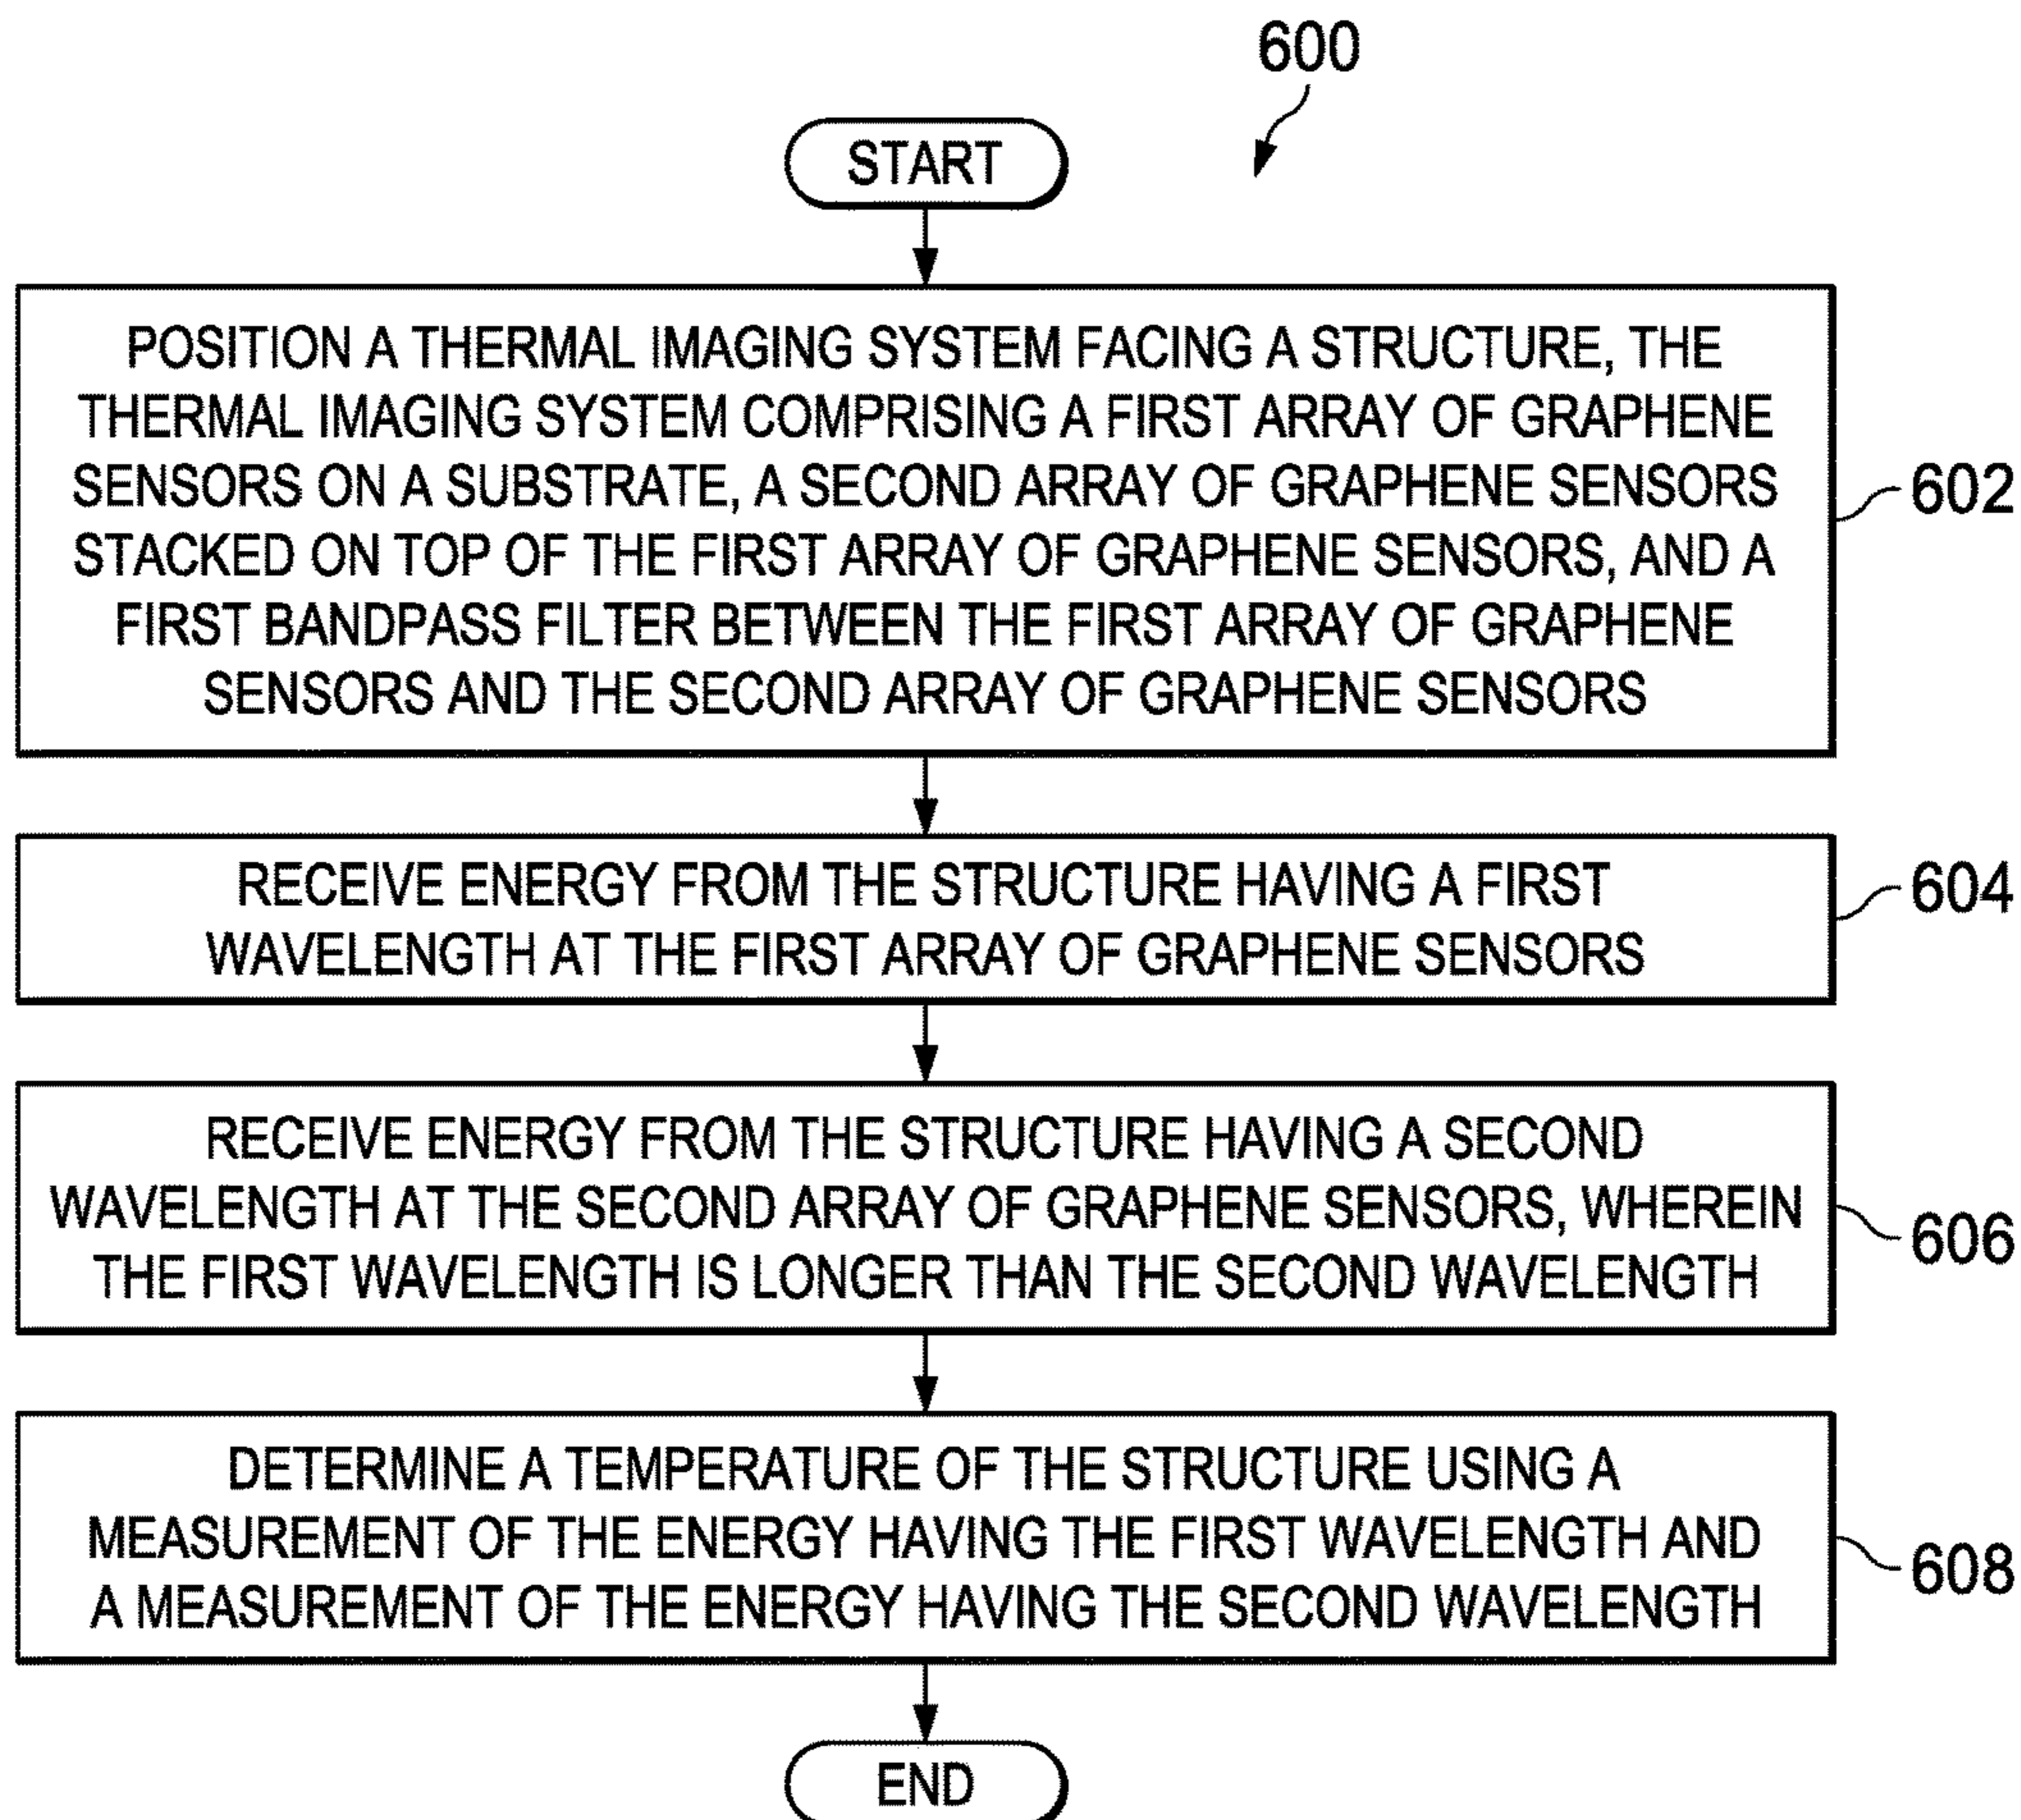 600
START
POSITION A THERMAL IMAGING SYSTEM FACING A STRUCTURE, THE
THERMAL IMAGING SYSTEM COMPRISING A FIRST ARRAY OF GRAPHENE
SENSORS ON A SUBSTRATE, A SECOND ARRAY OF GRAPHENE SENSORS
STACKED ON TOP OF THE FIRST ARRAY OF GRAPHENE SENSORS, AND A
FIRST BANDPASS FILTER BETWEEN THE FIRST ARRAY OF GRAPHENE
SENSORS AND THE SECOND ARRAY OF GRAPHENE SENSORS
602
RECEIVE ENERGY FROM THE STRUCTURE HAVING A FIRST
WAVELENGTH AT THE FIRST ARRAY OF GRAPHENE SENSORS
604
RECEIVE ENERGY FROM THE STRUCTURE HAVING A SECOND
WAVELENGTH AT THE SECOND ARRAY OF GRAPHENE SENSORS, WHEREIN
THE FIRST WAVELENGTH IS LONGER THAN THE SECOND WAVELENGTH
606
DETERMINE A TEMPERATURE OF THE STRUCTURE USING A
MEASUREMENT OF THE ENERGY HAVING THE FIRST WAVELENGTH AND
A MEASUREMENT OF THE ENERGY HAVING THE SECOND WAVELENGTH
608
END